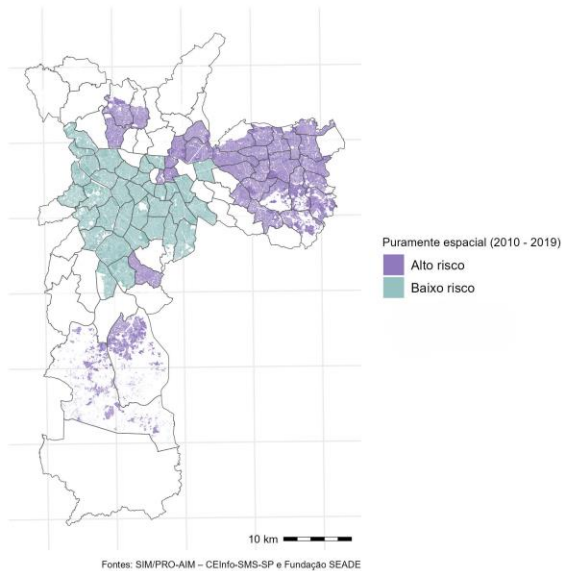 Puramente espacial (2010 - 2019)
Alto risco
Baixo risco
10 km
Fontes: SIM/PRO-AIM – CEInfo-SMS-SP e Fundação SEADE